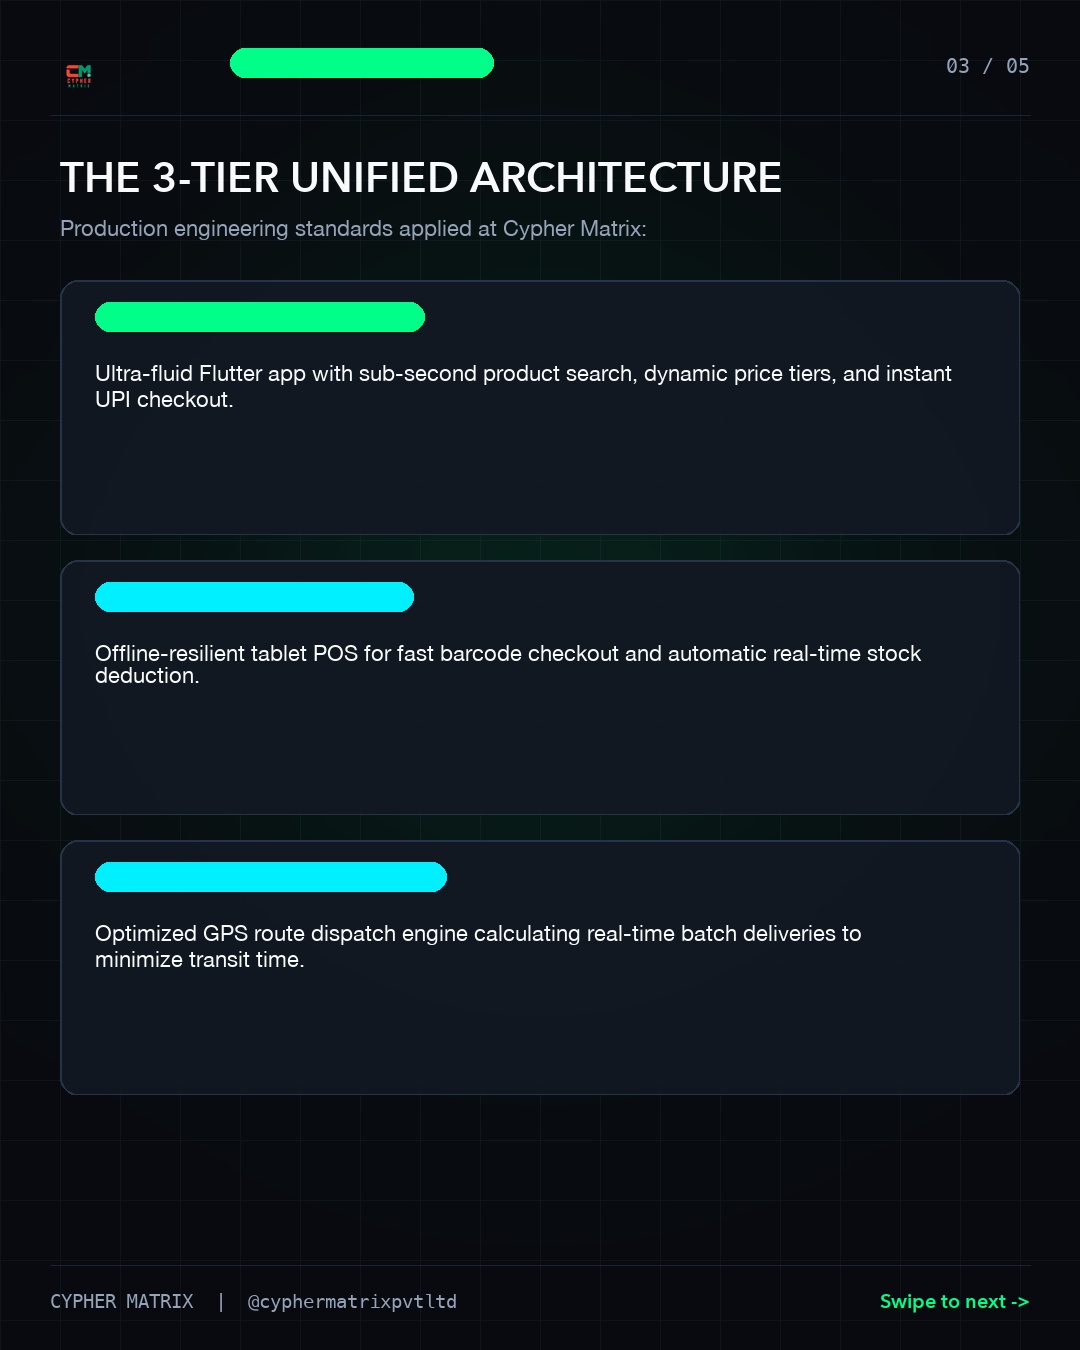 CM
CYPHER
MATRIX
03 / 05
THE 3-TIER UNIFIED ARCHITECTURE
Production engineering standards applied at Cypher Matrix:
Ultra-fluid Flutter app with sub-second product search, dynamic price tiers, and instant
UPI checkout.
Offline-resilient tablet POS for fast barcode checkout and automatic real-time stock
deduction.
Optimized GPS route dispatch engine calculating real-time batch deliveries to
minimize transit time.
CYPHER MATRIX | @cyphermatrixpvtltd
Swipe to next ->